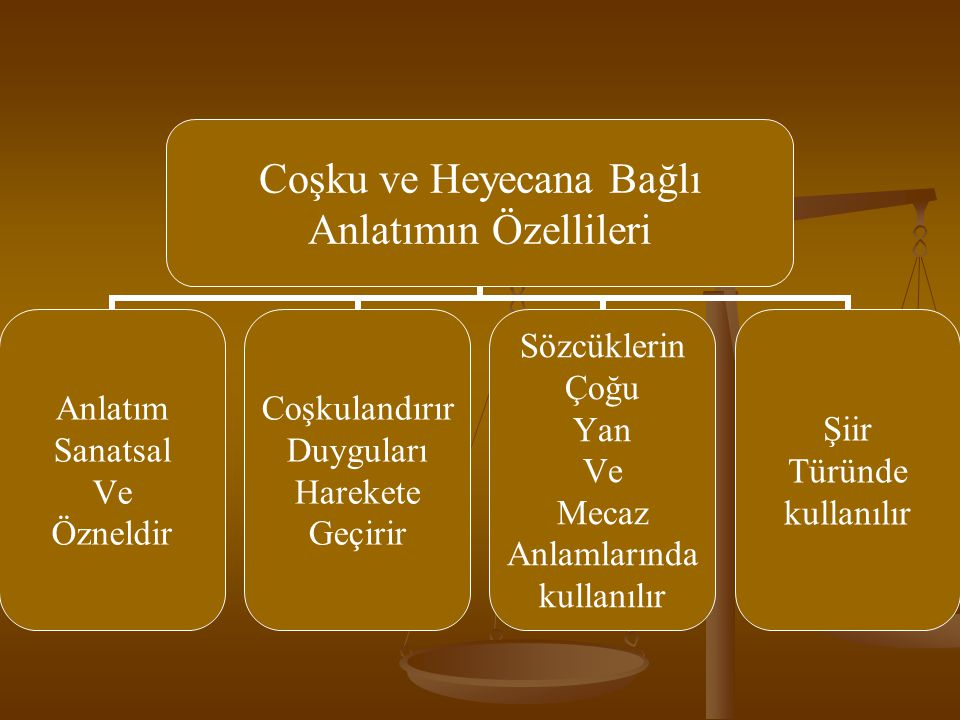 Coşku ve Heyecana Bağlı
Anlatımın Özellileri
Anlatım
Sanatsal
Ve
Özneldir
Coşkulandırır
Duyguları
Harekete
Geçirir
Sözcüklerin
Çoğu
Yan
Ve
Mecaz
Anlamlarında
kullanılır
Şiir
Türünde
kullanılır